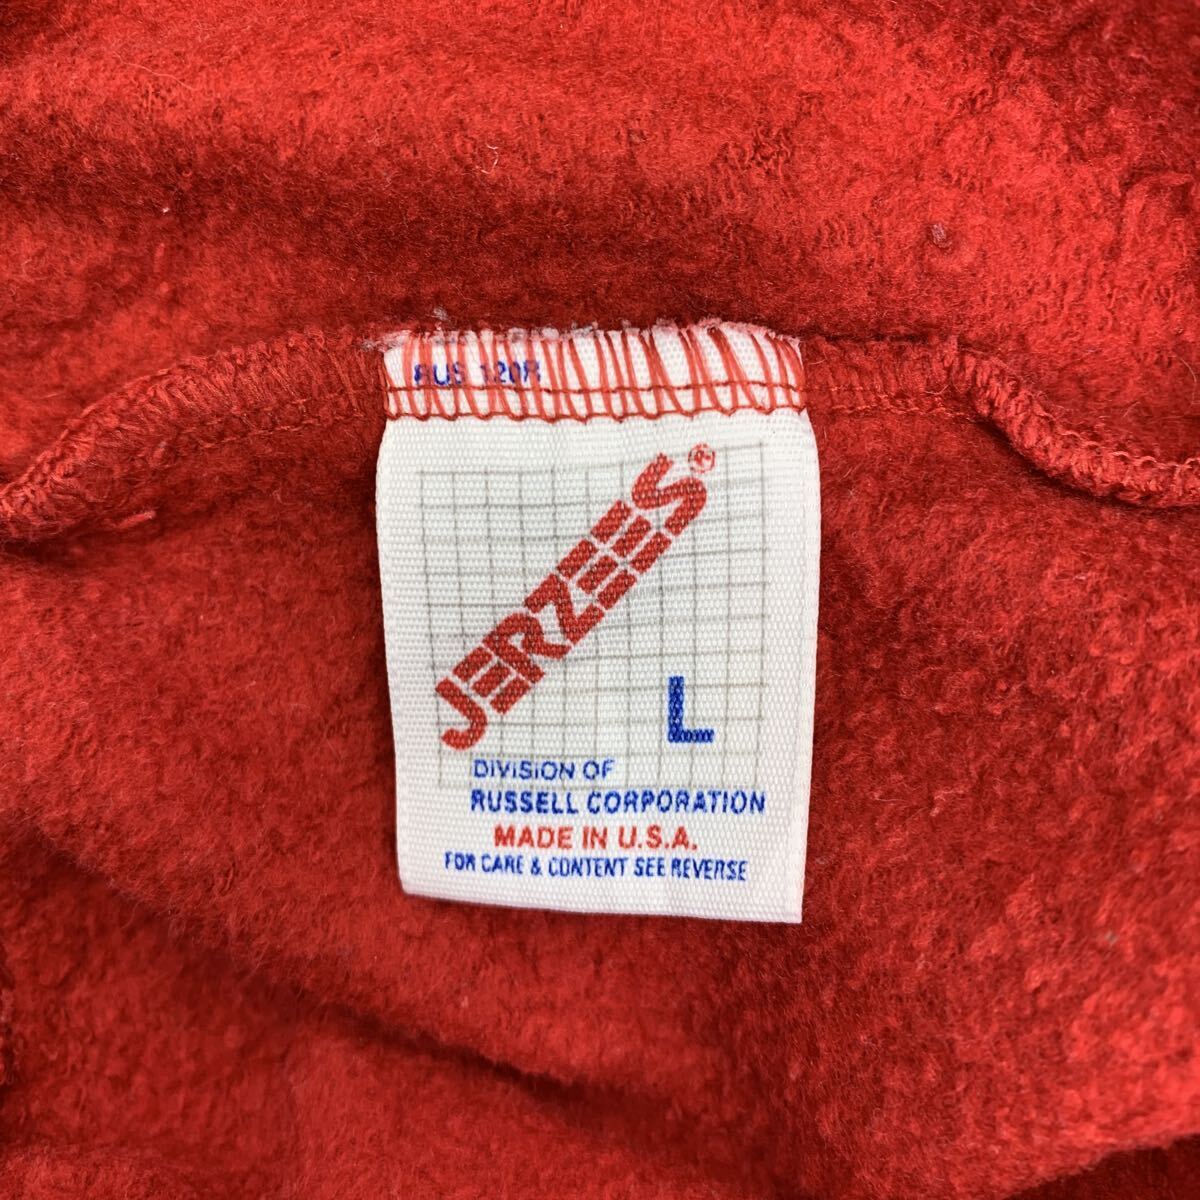 RUS 120R
JERZEES®
L
DIVISION OF
RUSSELL CORPORATION
MADE IN U.S.A.
FOR CARE & CONTENT SEE REVERSE